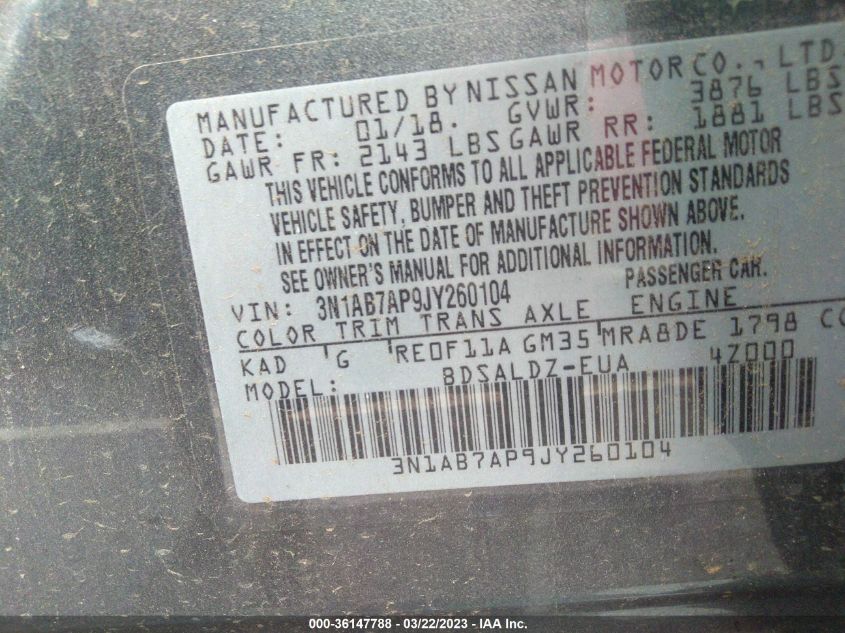 MANUFACTURED BY NISSAN MOTOR CO., LTD.
DATE: 01/18. GVWR: 3876 LBS
GAWR FR: 2143 LBS GAWR RR: 1881 LBS
THIS VEHICLE CONFORMS TO ALL APPLICABLE FEDERAL MOTOR
VEHICLE SAFETY, BUMPER AND THEFT PREVENTION STANDARDS
IN EFFECT ON THE DATE OF MANUFACTURE SHOWN ABOVE.
SEE OWNER'S MANUAL FOR ADDITIONAL INFORMATION.
VIN: 3N1AB7AP9JY260104 PASSENGER CAR.
COLOR TRIM TRANS AXLE ENGINE
KAD G RE0F11A GM35 MRA8DE 1798 CC
MODEL: BDSALDZ-EUA 4Z000
3N1AB7AP9JY260104
000-36147788 - 03/22/2023 - IAA Inc.